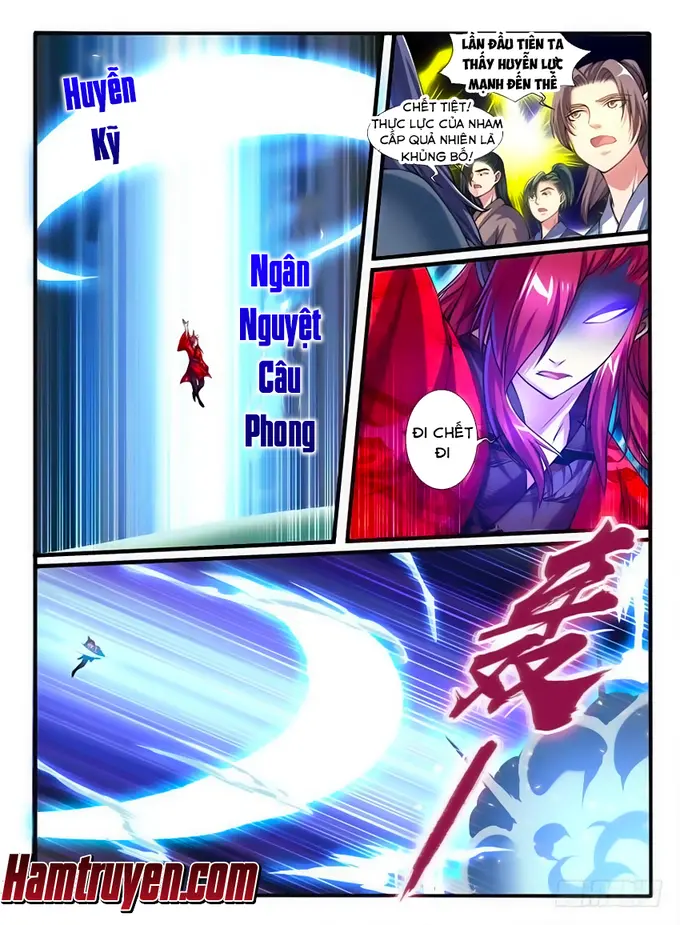 Huyễn
Kỹ
Ngân
Nguyệt
Câu
Phong
LẦN ĐẦU TIÊN TA
THẤY HUYỄN LỰC
MẠNH ĐẾN THẾ
CHẾT TIỆT!
THỰC LỰC CỦA NHAM
CẤP QUẢ NHIÊN LÀ
KHỦNG BỐ!
ĐI CHẾT
ĐI
Hamtruyen.com